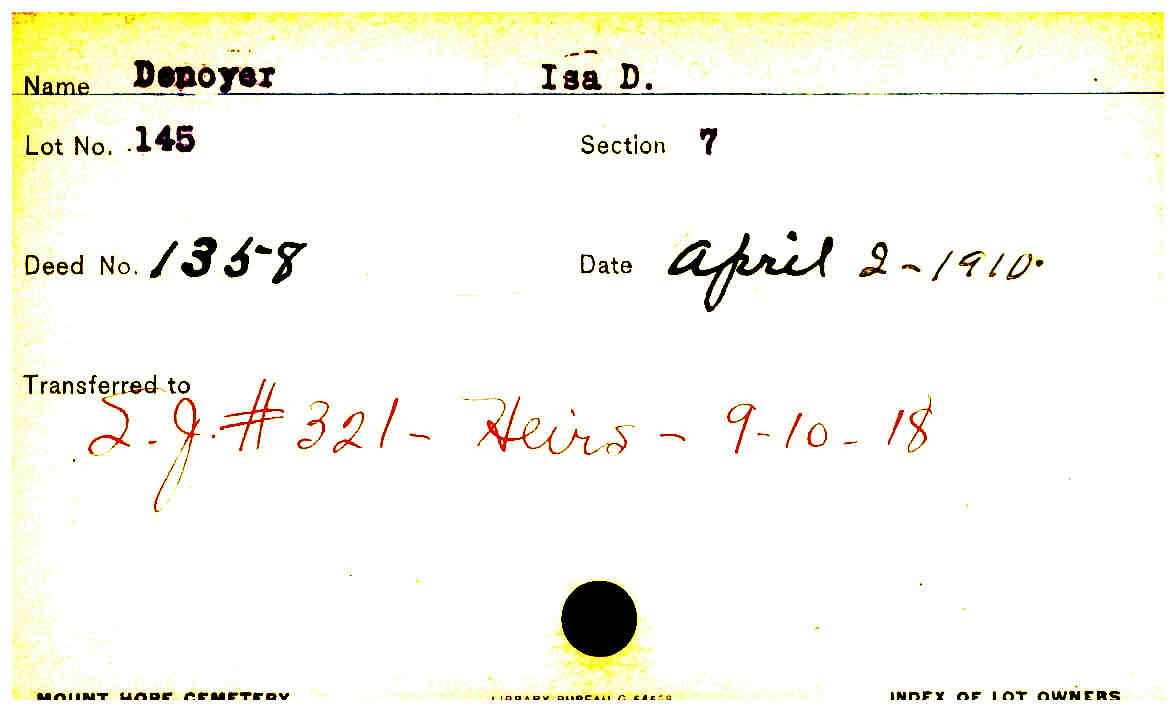 Name Denoyer Isa D.
Lot No. 145 Section 7
Deed No. 1358 Date April 2-1910.
Transferred to
#321- Heirs - 9-10-18
MOUNT HOPE CEMETERY LIBRARY BUREAU INDEX OF LOT OWNERS